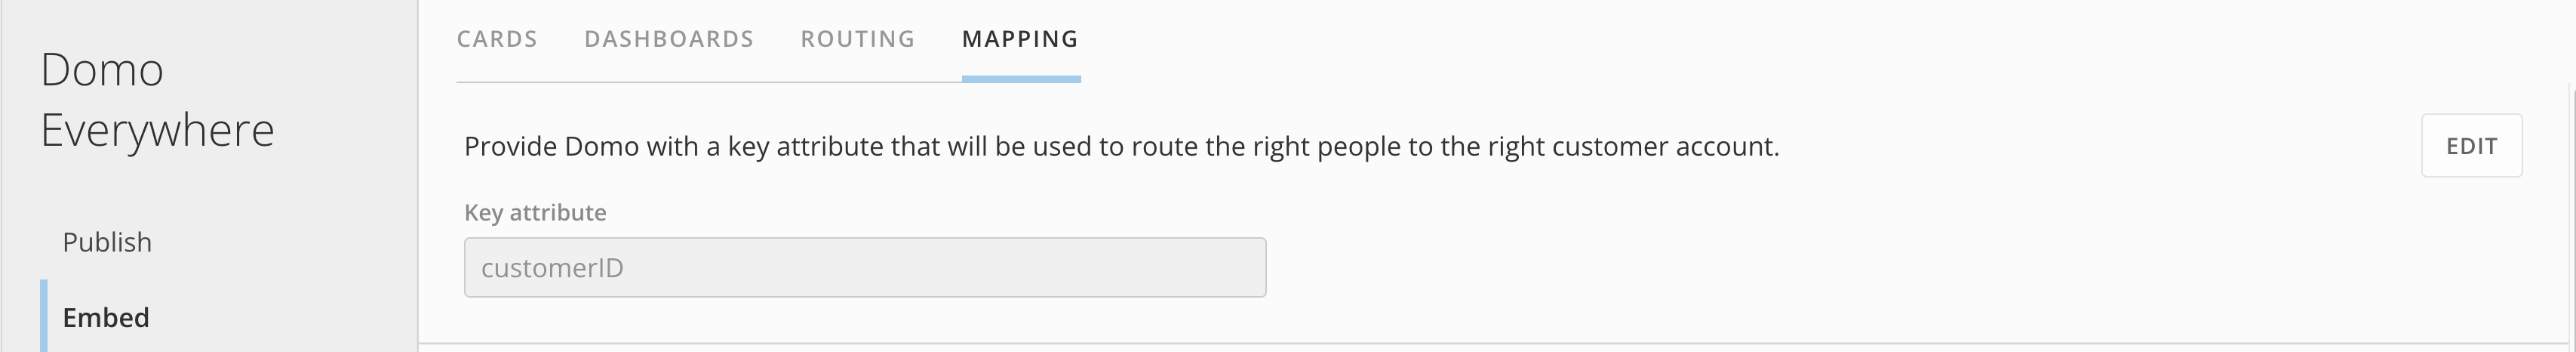 Domo
Everywhere
Publish
Embed
CARDS DASHBOARDS ROUTING MAPPING
Provide Domo with a key attribute that will be used to route the right people to the right customer account.
EDIT
Key attribute
customerID